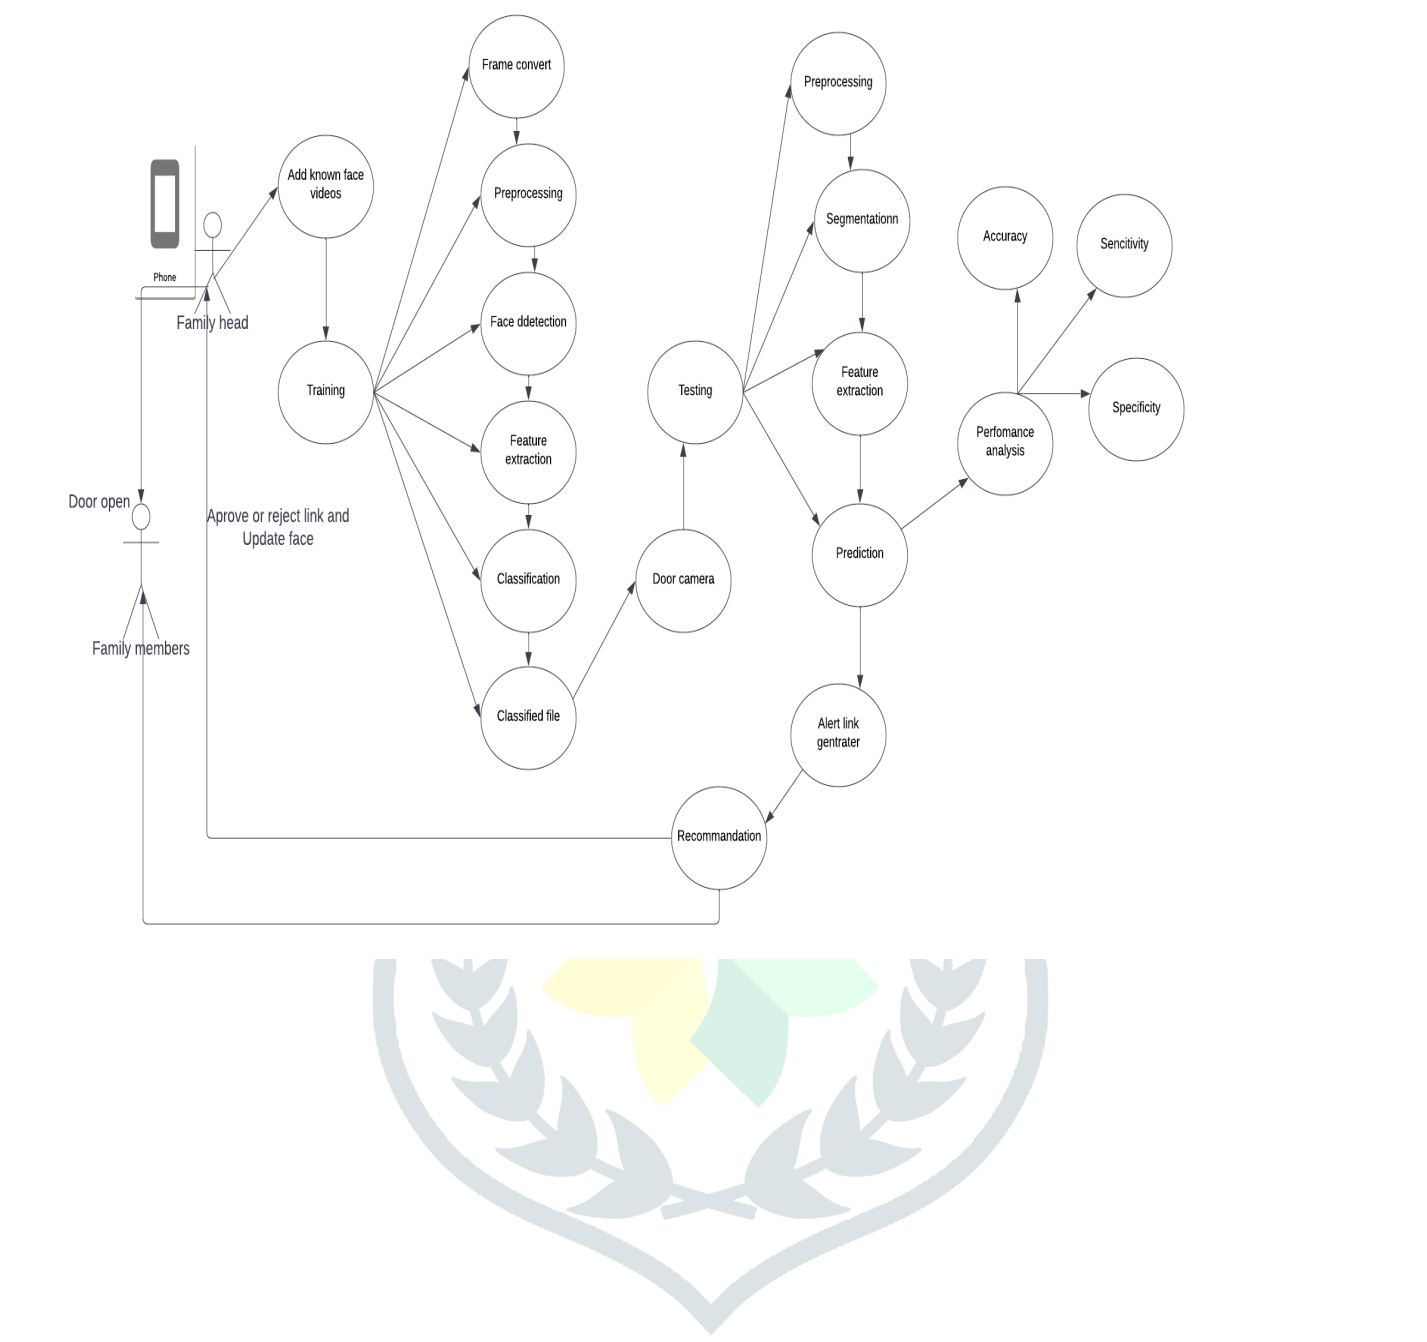 Frame convert
Preprocessing
Add known face
videos
Preprocessing
Segmentationn
Accuracy
Sencitivity
Phone
Family head
Face ddetection
Training
Testing
Feature
extraction
Specificity
Feature
extraction
Perfomance
analysis
Door open
Aprove or reject link and
Update face
Classification
Door camera
Prediction
Family members
Classified file
Alert link
gentrater
Recommandation